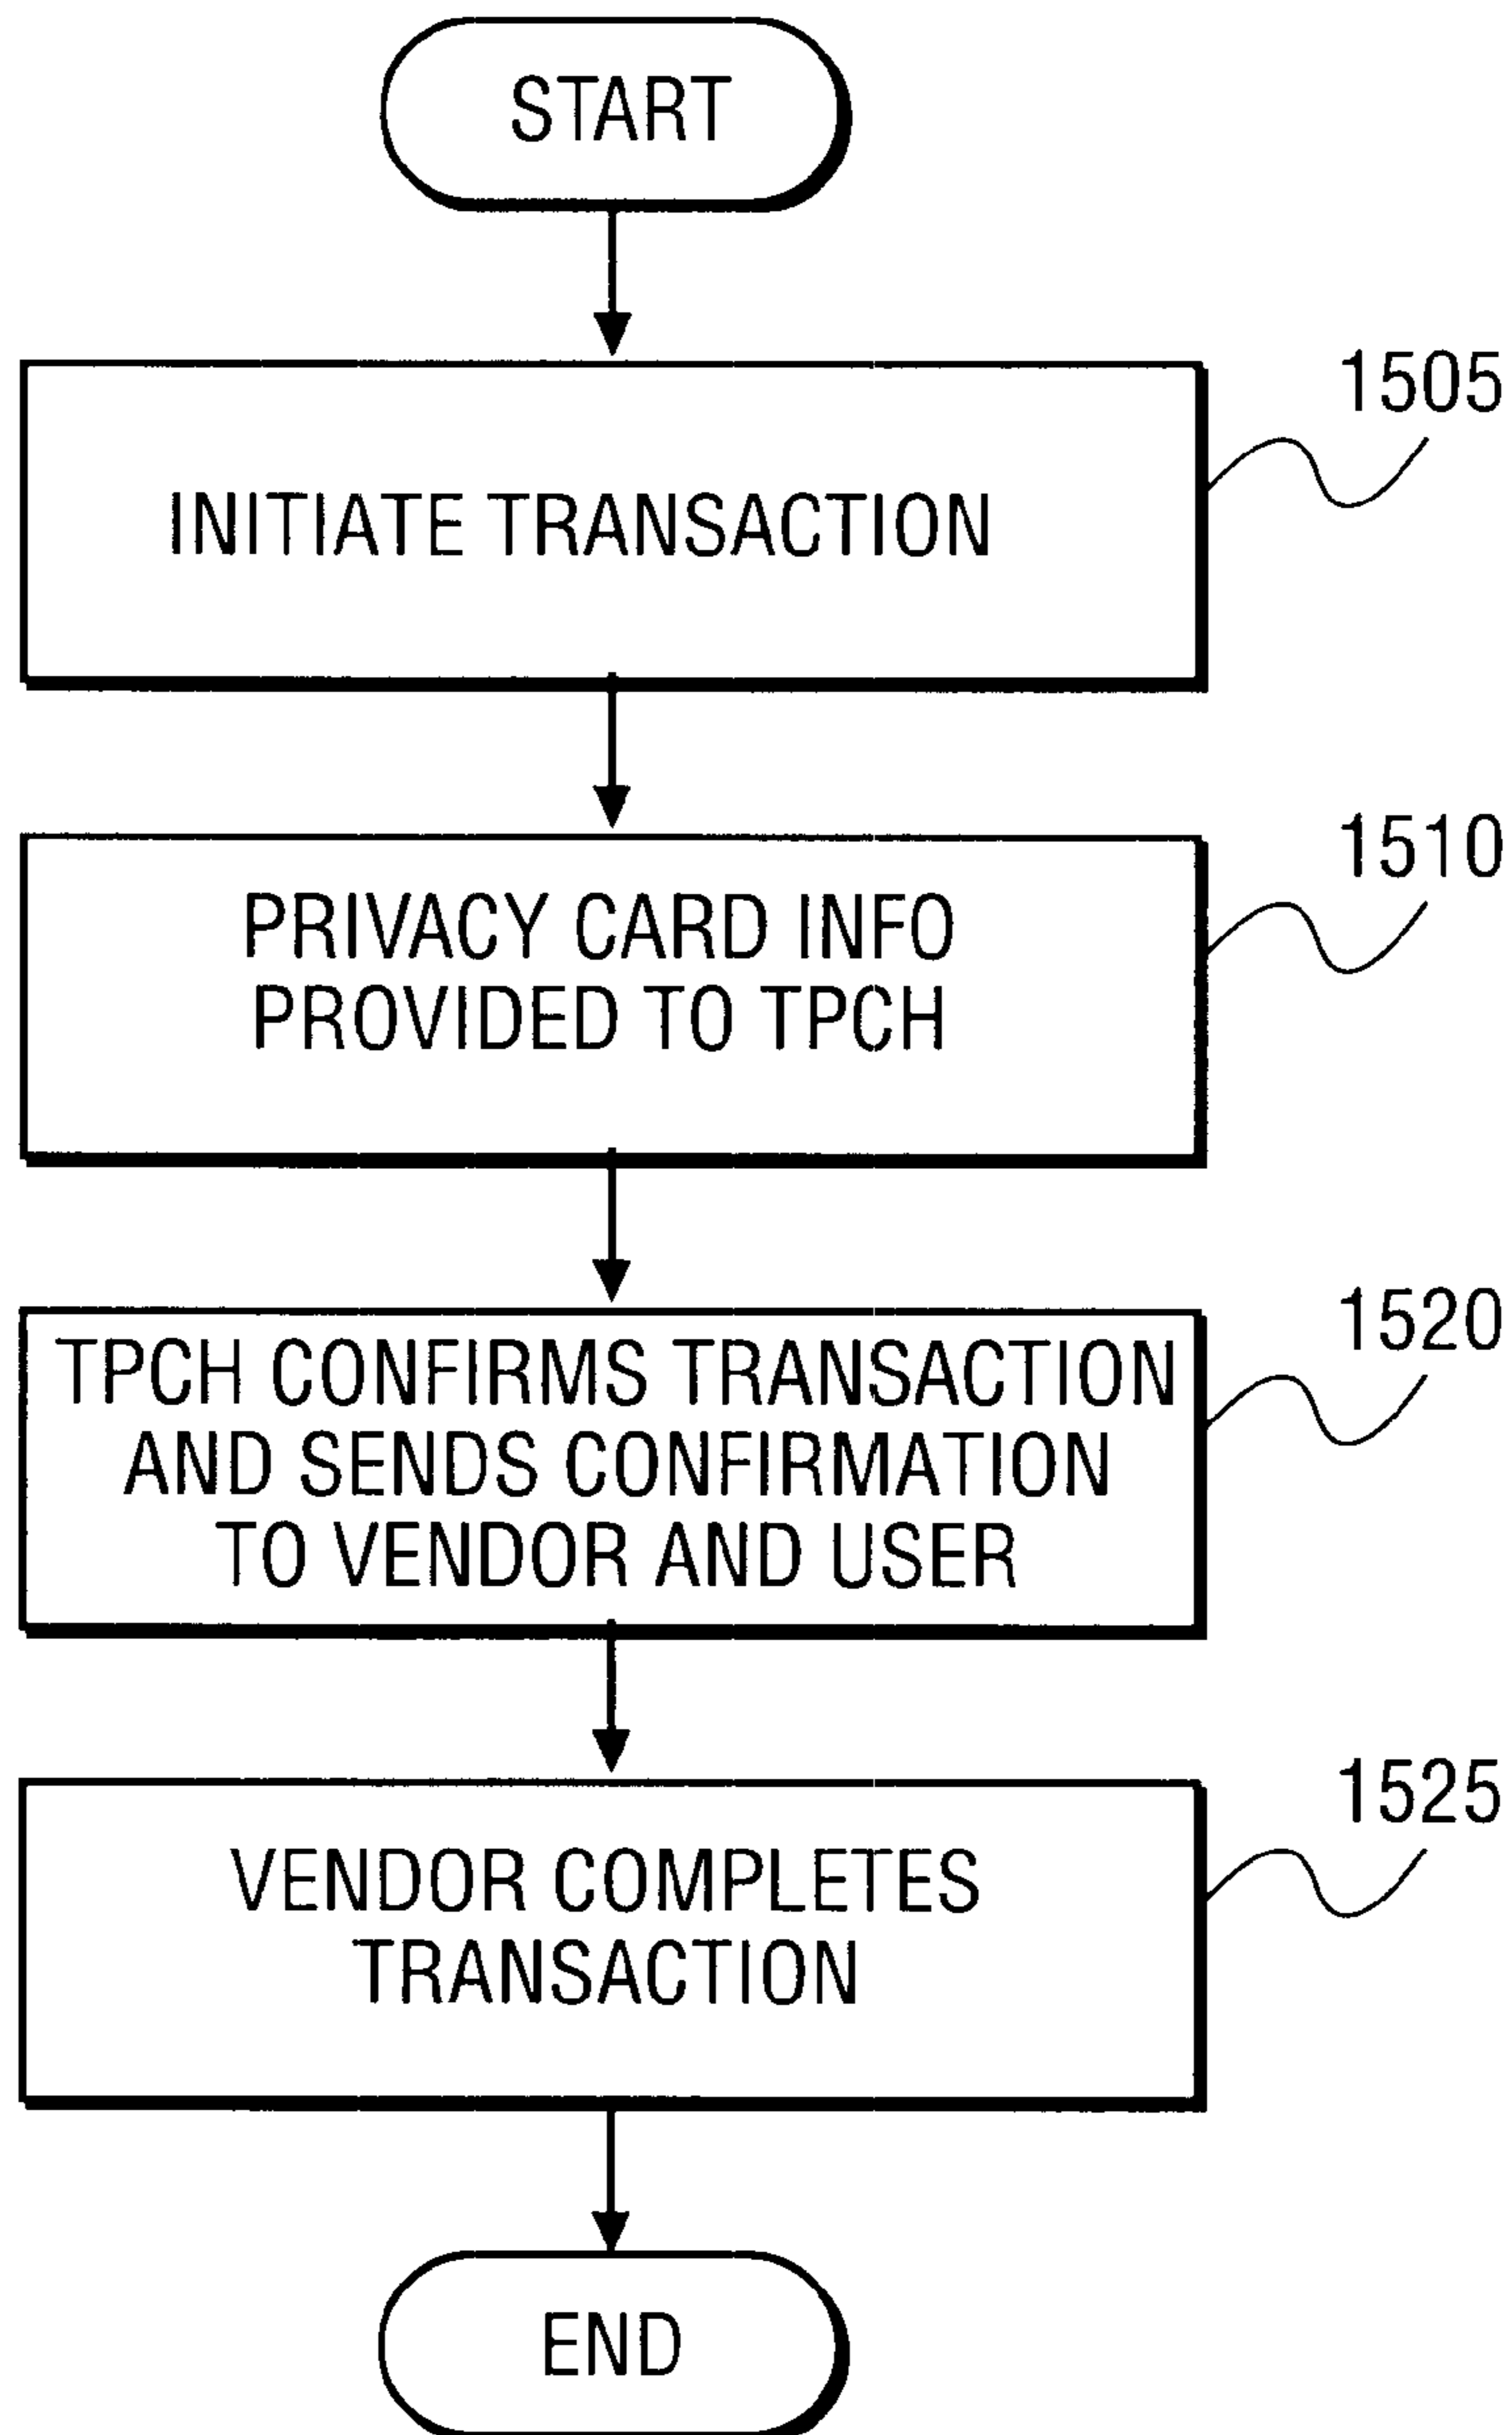 START
1505
INITIATE TRANSACTION
1510
PRIVACY CARD INFO
PROVIDED TO TPCH
1520
TPCH CONFIRMS TRANSACTION
AND SENDS CONFIRMATION
TO VENDOR AND USER
1525
VENDOR COMPLETES
TRANSACTION
END